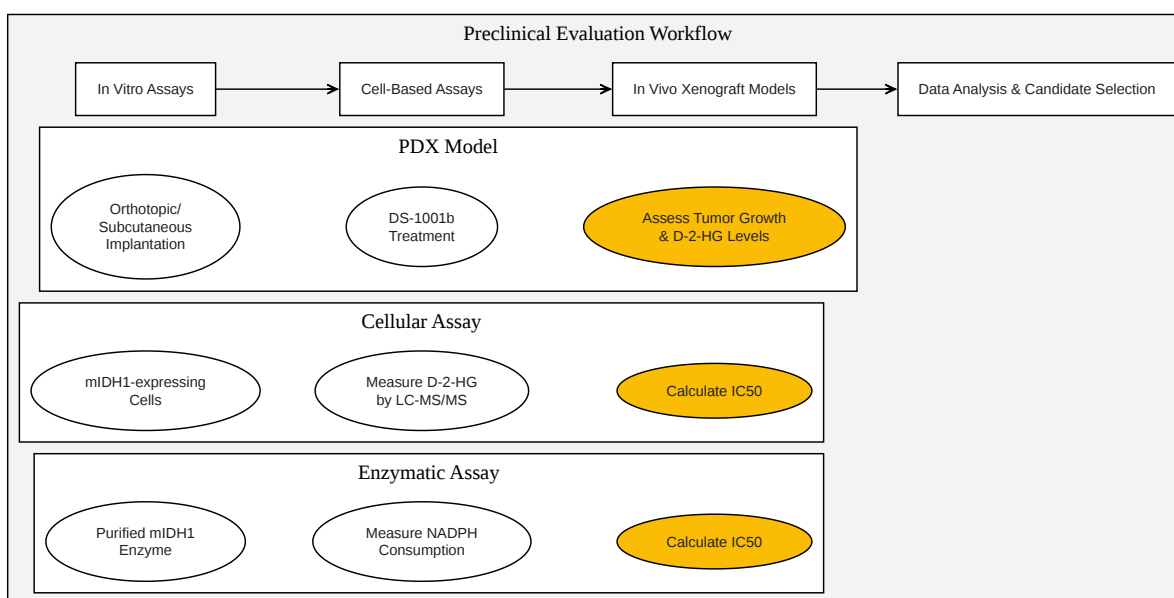 Preclinical Evaluation Workflow
In Vitro Assays
Cell-Based Assays
In Vivo Xenograft Models
Data Analysis & Candidate Selection
PDX Model
Orthotopic/
Subcutaneous
Implantation
DS-1001b
Treatment
Assess Tumor Growth
& D-2-HG Levels
Cellular Assay
mIDH1-expressing
Cells
Measure D-2-HG
by LC-MS/MS
Calculate IC50
Enzymatic Assay
Purified mIDH1
Enzyme
Measure NADPH
Consumption
Calculate IC50